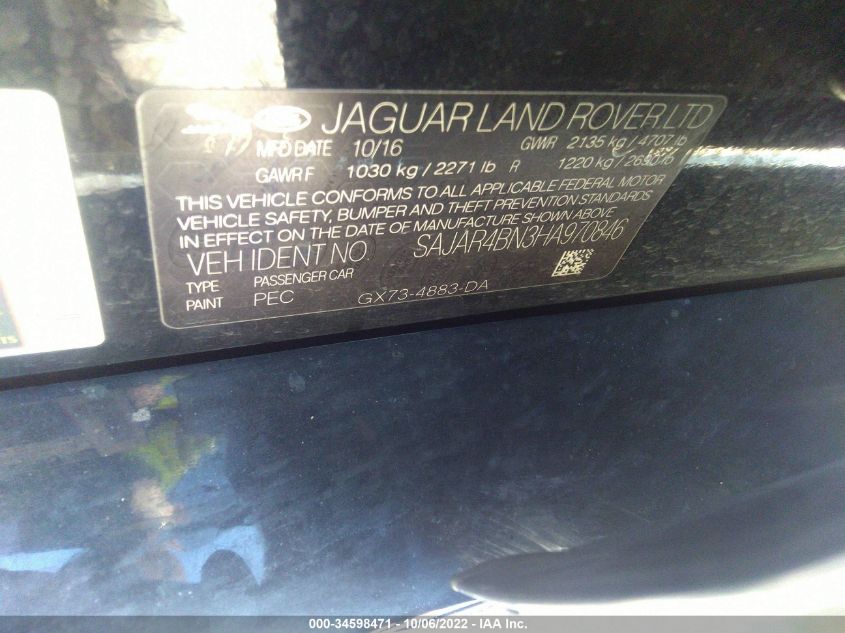 JAGUAR LAND ROVER LTD
MFD DATE 10/16 GVWR 2135 kg / 4707 lb
GAWR F 1030 kg / 2271 lb R 1220 kg / 2690 lb
THIS VEHICLE CONFORMS TO ALL APPLICABLE FEDERAL MOTOR
VEHICLE SAFETY, BUMPER AND THEFT PREVENTION STANDARDS
IN EFFECT ON THE DATE OF MANUFACTURE SHOWN ABOVE
VEH IDENT NO. SAJAR4BN3HA970846
TYPE PASSENGER CAR
PAINT PEC GX73-4883-DA
000-34598471 - 10/06/2022 - IAA Inc.